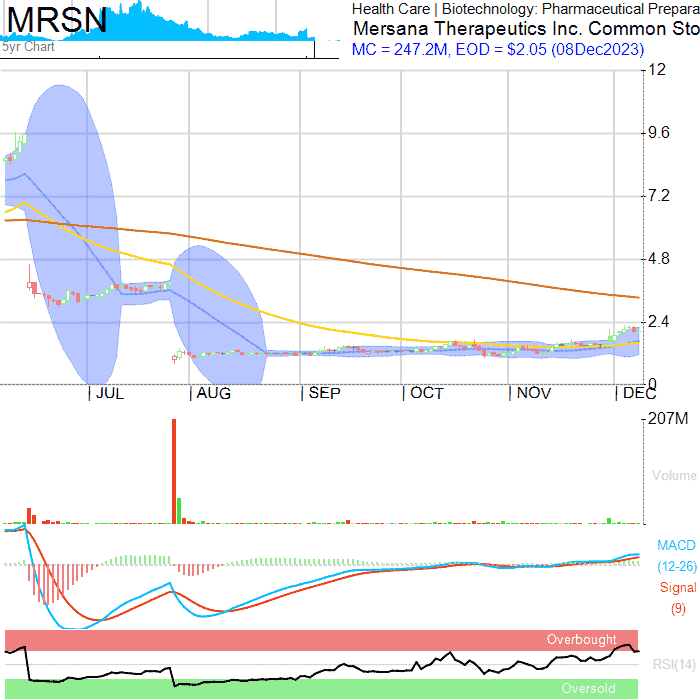 MRSN
5yr Chart
Health Care | Biotechnology: Pharmaceutical Prepara
Mersana Therapeutics Inc. Common Sto
MC = 247.2M, EOD = $2.05 (08Dec2023)
12
9.6
7.2
4.8
2.4
0
| JUL | AUG | SEP | OCT | NOV | DEC
207M
Volume
MACD
(12-26)
Signal
(9)
Overbought
RSI(14)
Oversold